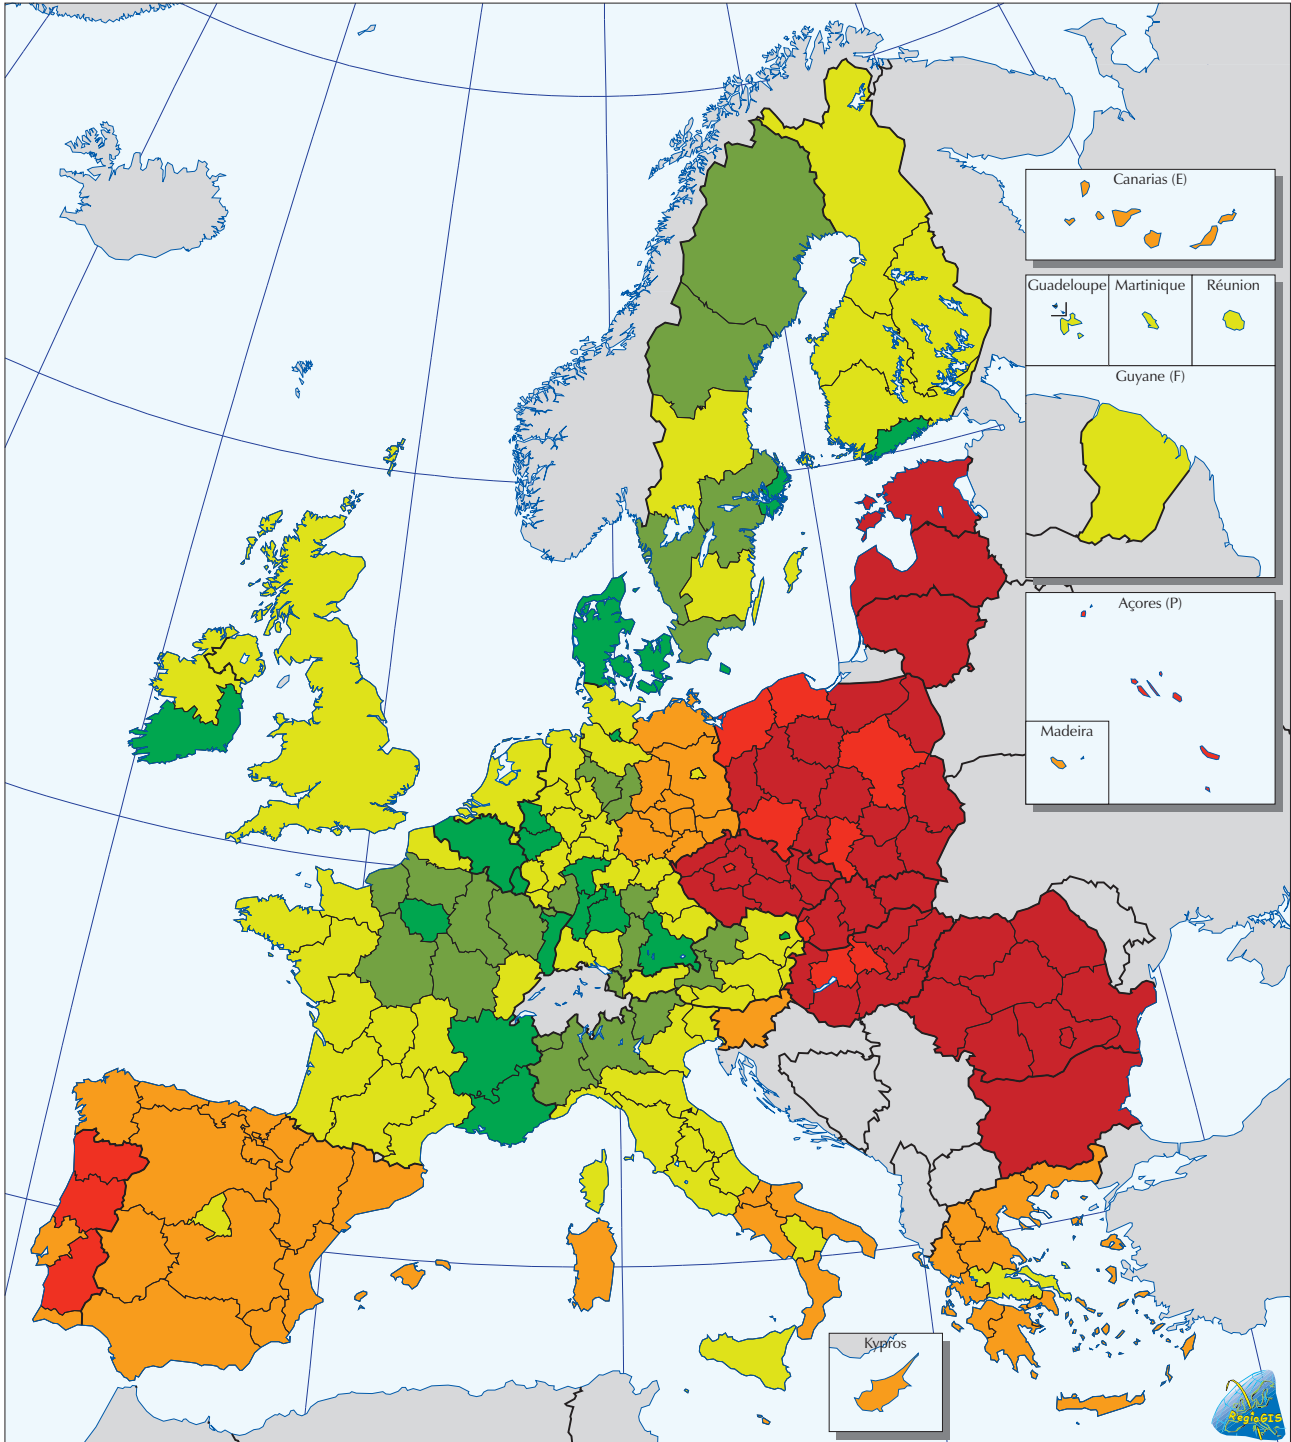 Canarias (E)
Guadeloupe
Martinique
Réunion
Guyane (F)
Açores (P)
Madeira
Kypros
RegioGIS